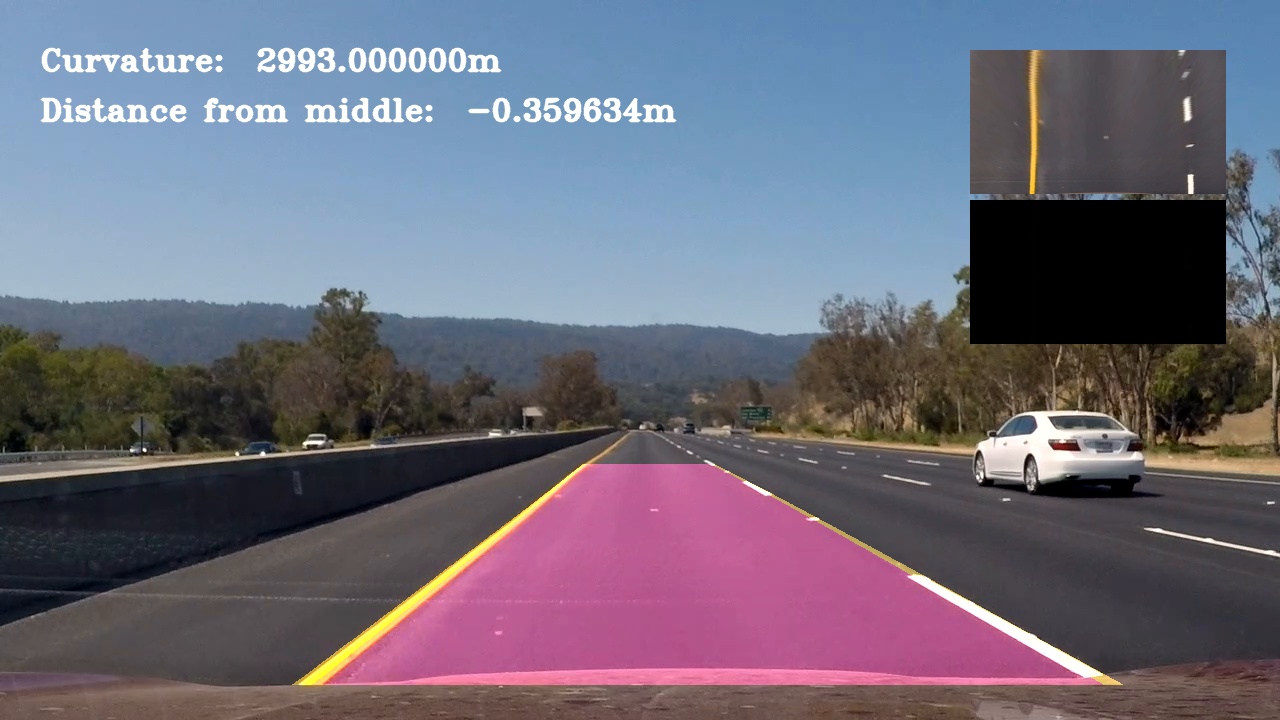 Curvature: 2993.000000m
Distance from middle: −0.359634m